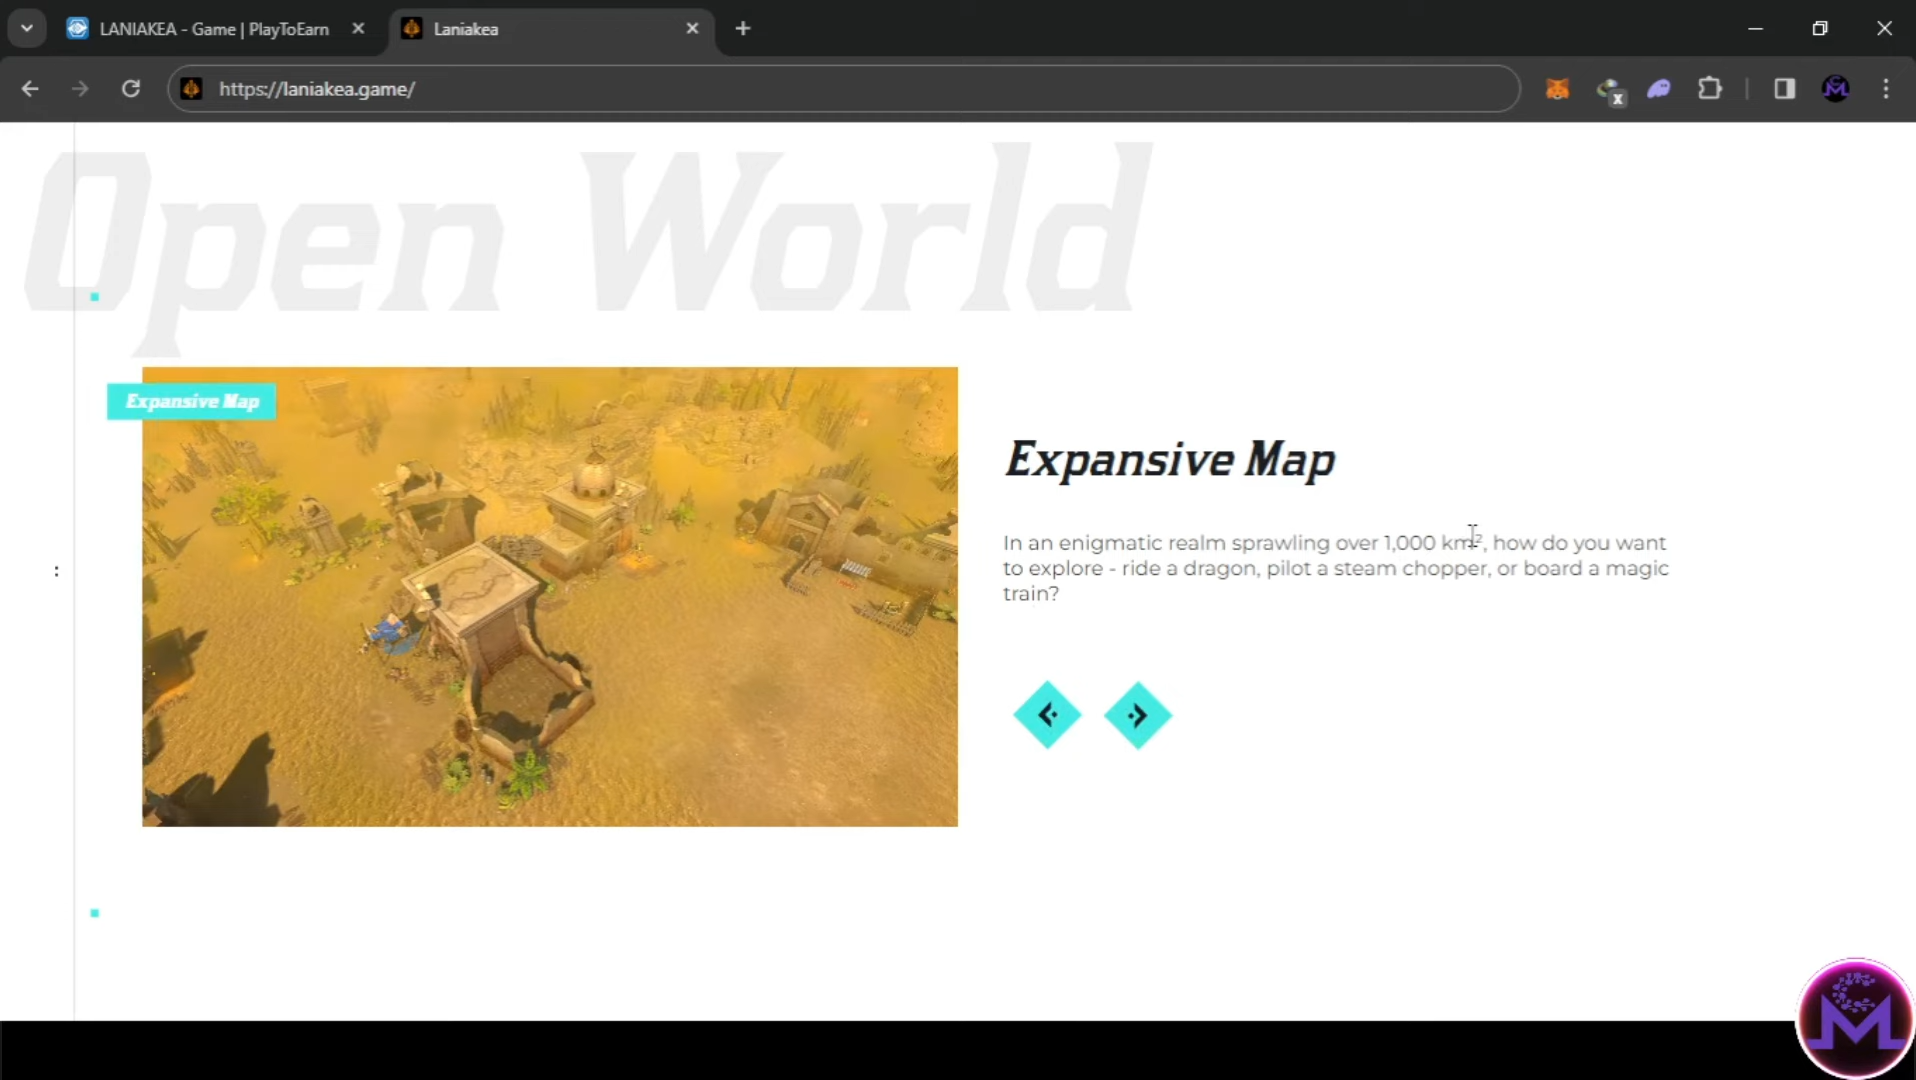 LANIAKEA - Game | PlayToEarn
Laniakea
https://laniakea.game/
Open World
Expansive Map
Expansive Map
In an enigmatic realm sprawling over 1,000 km², how do you want
to explore - ride a dragon, pilot a steam chopper, or board a magic
train?